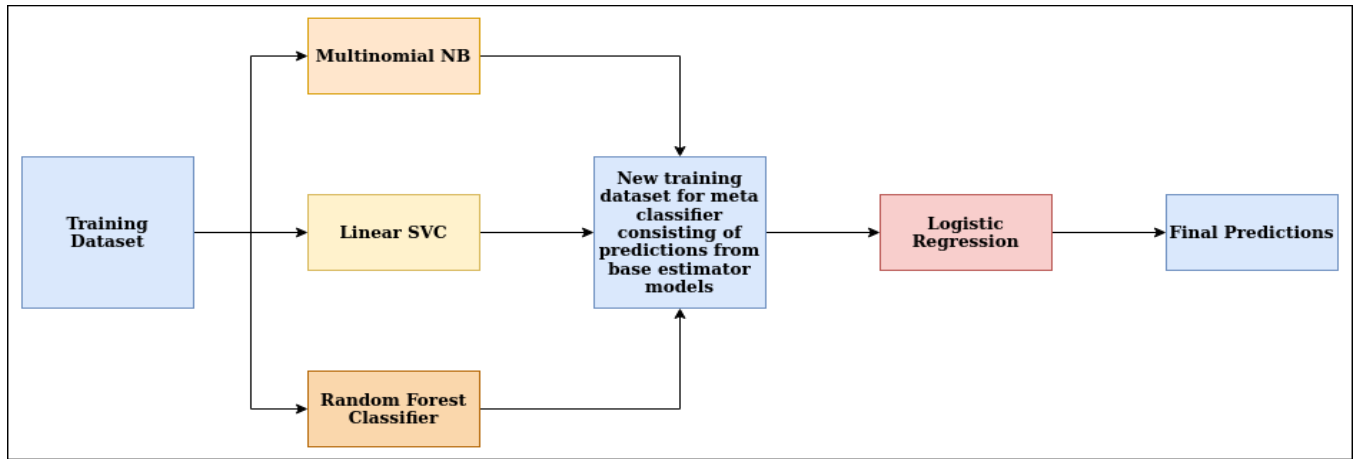 Multinomial NB
Training
Dataset
Linear SVC
New training
dataset for meta
classifier
consisting of
predictions from
base estimator
models
Logistic
Regression
Final Predictions
Random Forest
Classifier